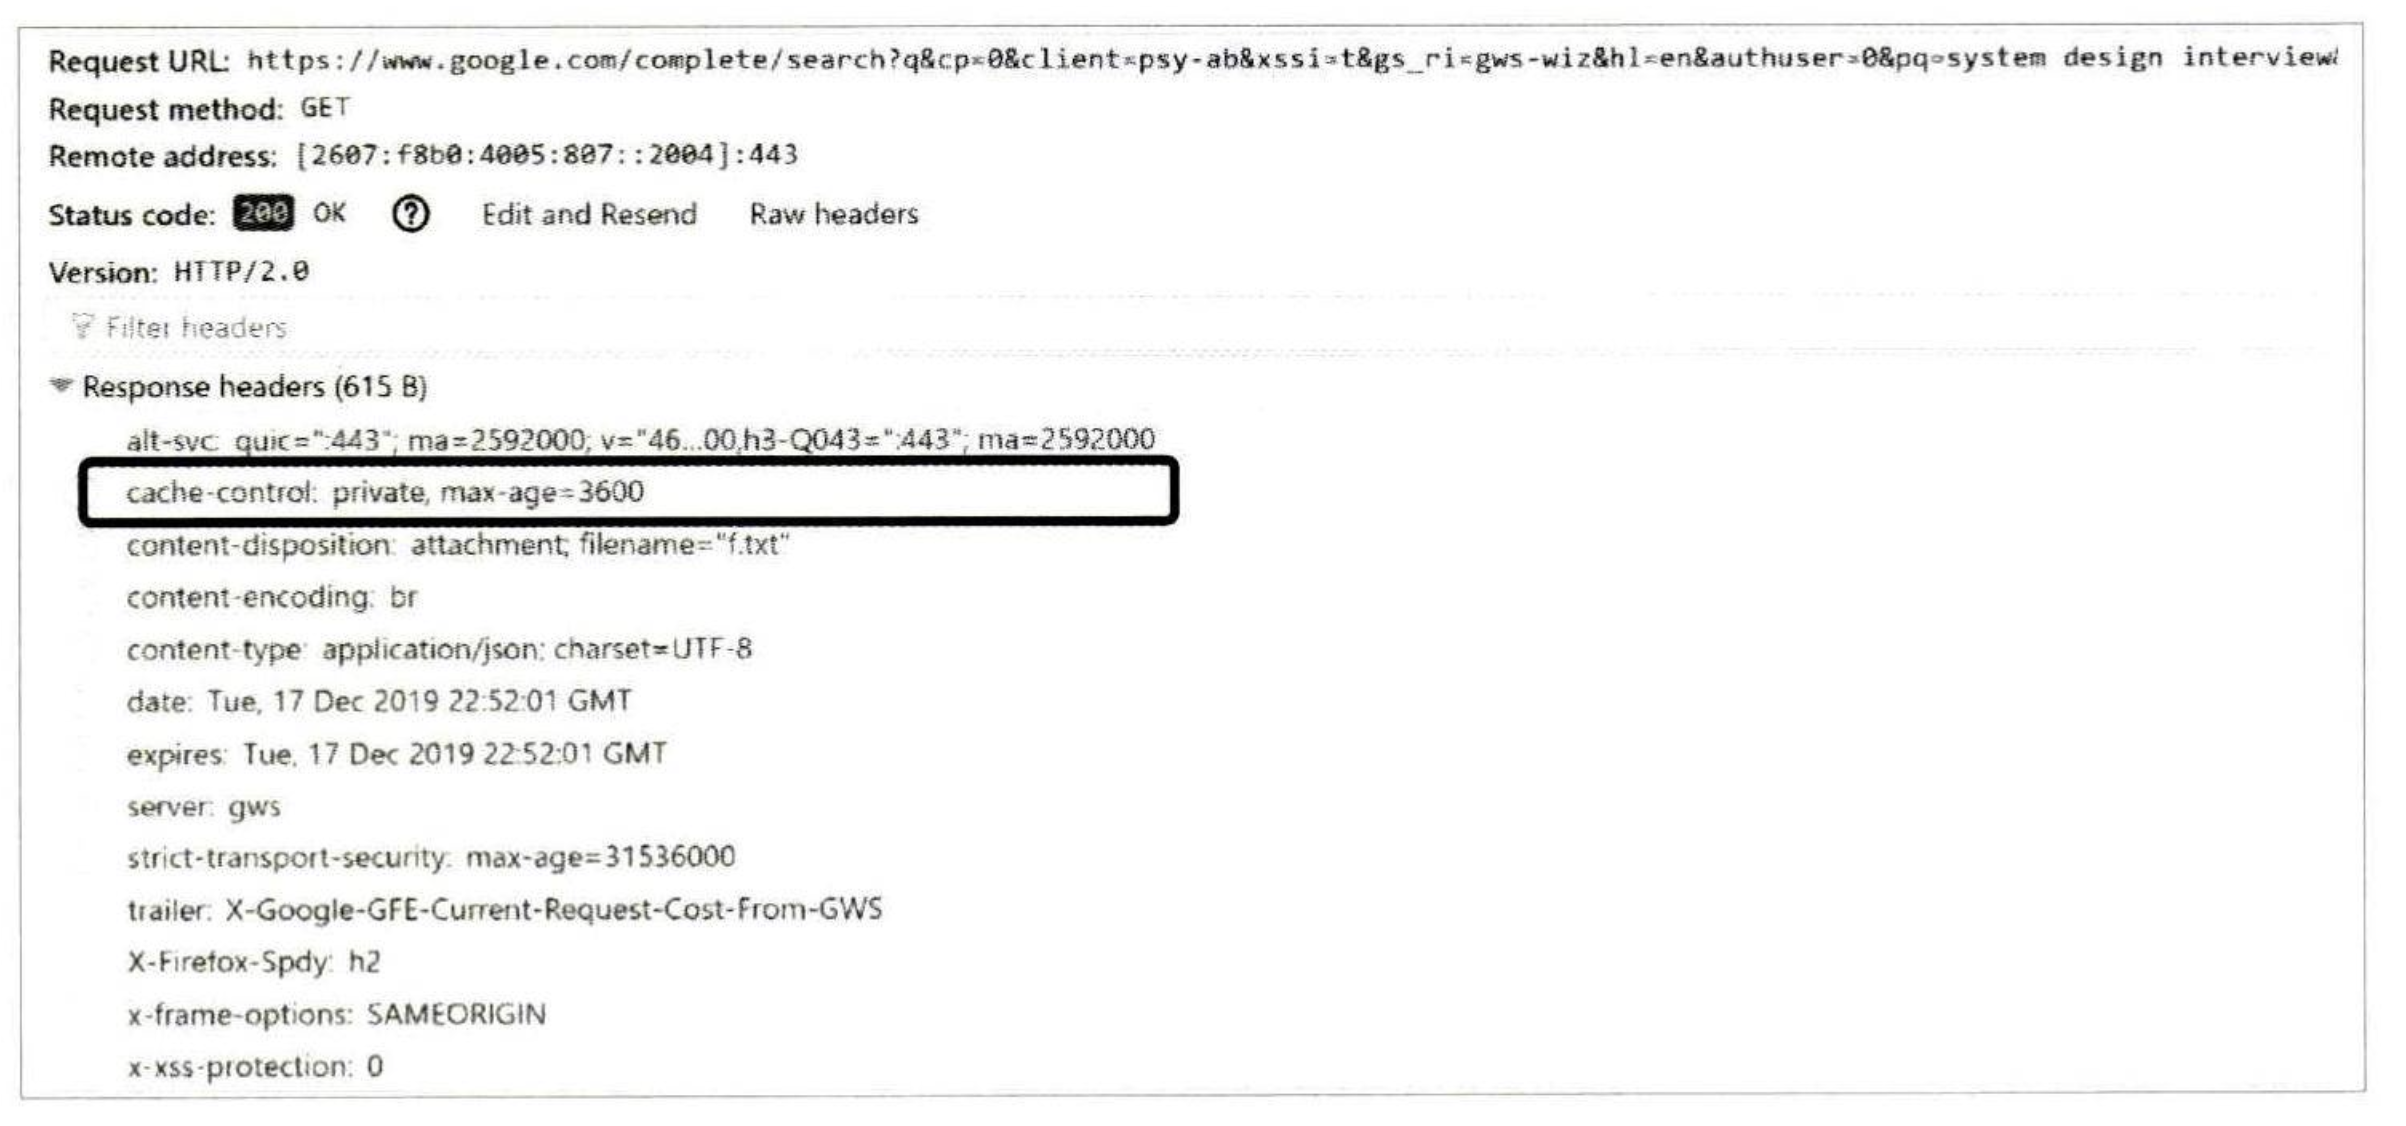 Request URL: https://www.google.com/complete/search?q&cp=0&client=psy-ab&xssi=t&gs_ri=gws-wiz&hl=en&authuser=0&pq=system design interview&
Request method: GET
Remote address: [2607:f8b0:4005:807::2004]:443
Status code: 200 OK ? Edit and Resend Raw headers
Version: HTTP/2.0
Filter headers
Response headers (615 B)
alt-svc: quic=":443"; ma=2592000; v="46...00,h3-Q043=":443"; ma=2592000
cache-control: private, max-age=3600
content-disposition: attachment; filename="f.txt"
content-encoding: br
content-type: application/json; charset=UTF-8
date: Tue, 17 Dec 2019 22:52:01 GMT
expires: Tue, 17 Dec 2019 22:52:01 GMT
server: gws
strict-transport-security: max-age=31536000
trailer: X-Google-GFE-Current-Request-Cost-From-GWS
X-Firefox-Spdy: h2
x-frame-options: SAMEORIGIN
x-xss-protection: 0